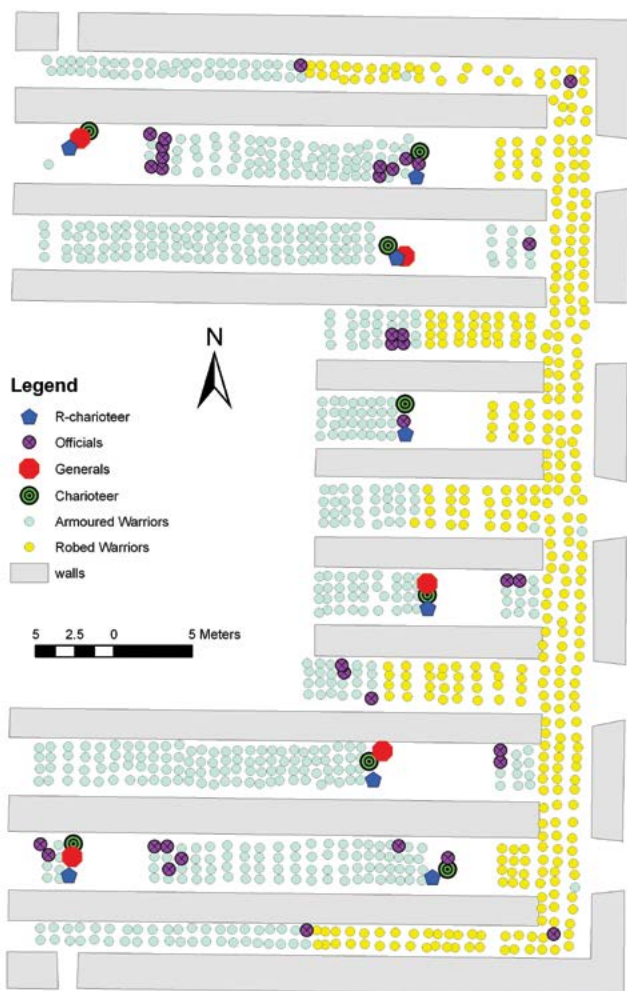 N
Legend
R-charioteer
Officials
Generals
Charioteer
Armoured Warriors
Robed Warriors
walls
5 2.5 0 5 Meters